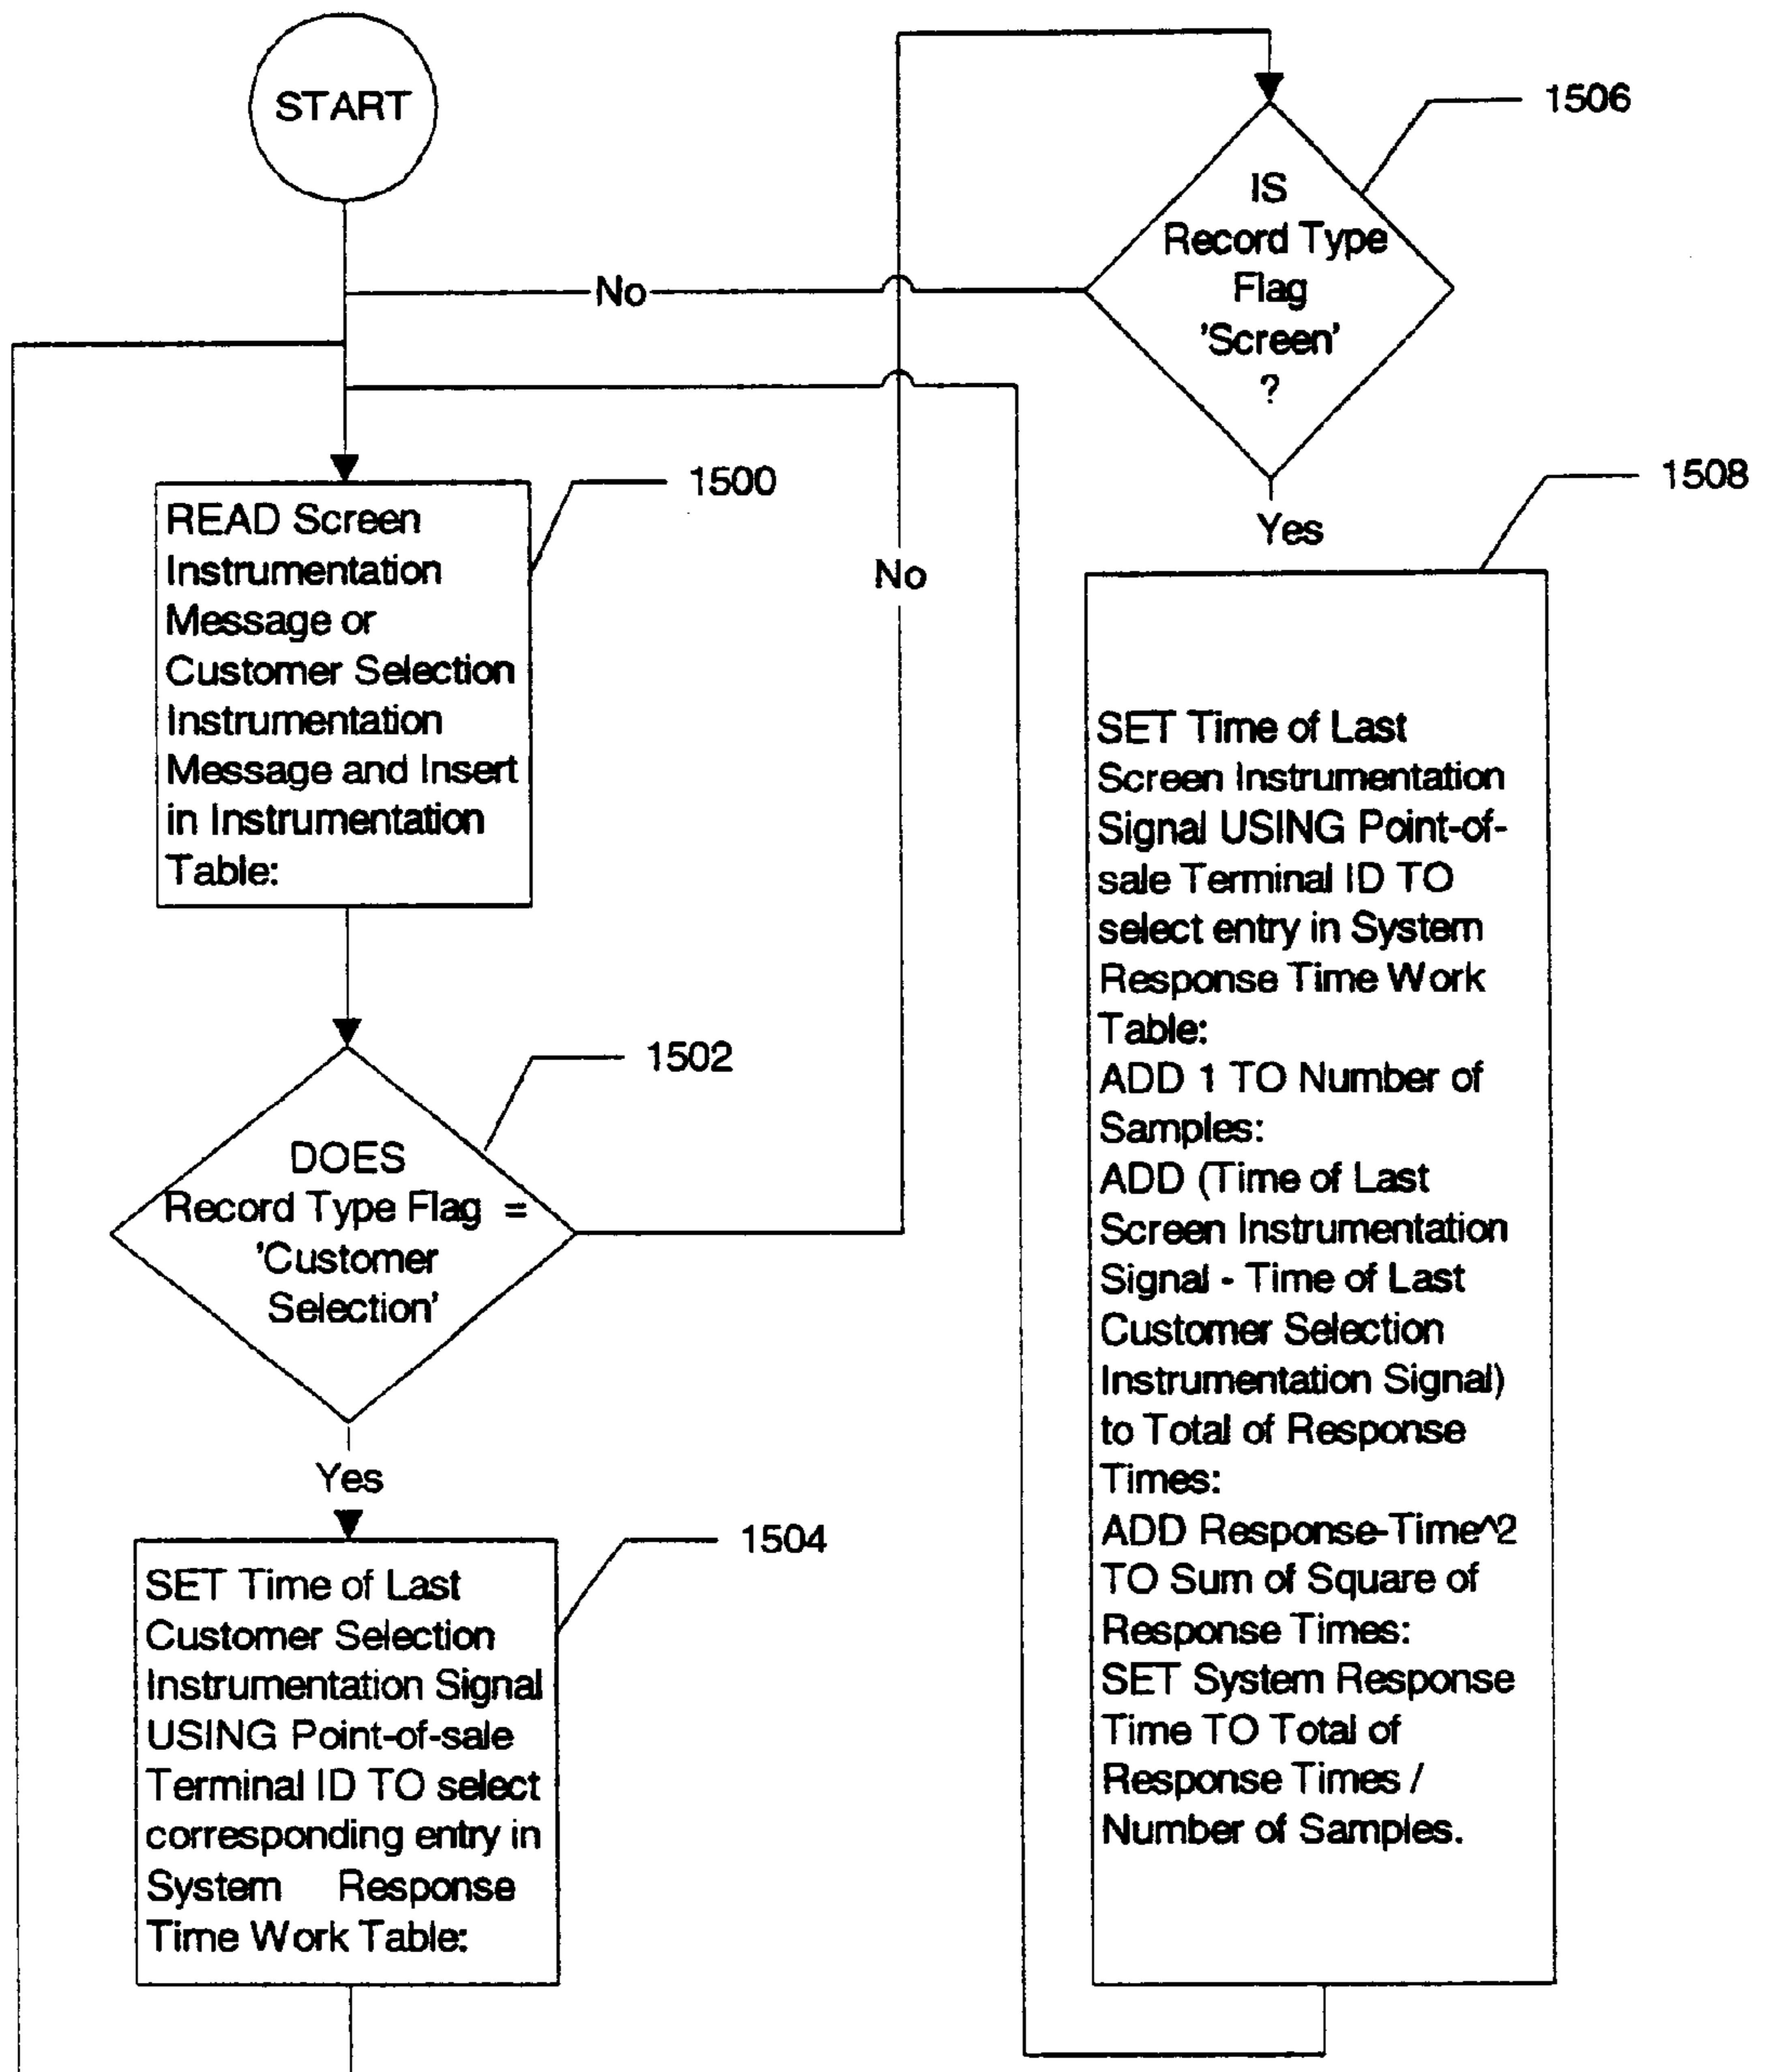 START
1506
IS
Record Type
Flag
'Screen'
?
No
1500
READ Screen
Instrumentation
Message or
Customer Selection
Instrumentation
Message and Insert
in Instrumentation
Table:
No
Yes
1508
SET Time of Last
Screen Instrumentation
Signal USING Point-of-
sale Terminal ID TO
select entry in System
Response Time Work
Table:
ADD 1 TO Number of
Samples:
ADD (Time of Last
Screen Instrumentation
Signal - Time of Last
Customer Selection
Instrumentation Signal)
to Total of Response
Times:
ADD Response-Time^2
TO Sum of Square of
Response Times:
SET System Response
Time TO Total of
Response Times /
Number of Samples.
1502
DOES
Record Type Flag =
'Customer
Selection'
Yes
1504
SET Time of Last
Customer Selection
Instrumentation Signal
USING Point-of-sale
Terminal ID TO select
corresponding entry in
System Response
Time Work Table: